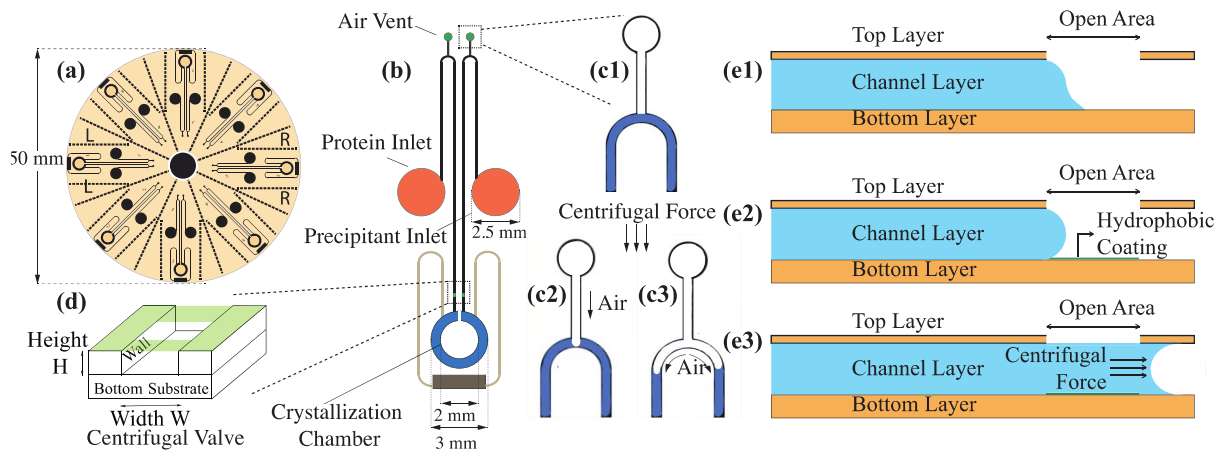 (a)
50 mm
L
R
L
R
(b)
Air Vent
Protein Inlet
Precipitant Inlet
2.5 mm
Crystallization
Chamber
2 mm
3 mm
(c1)
Centrifugal Force
(c2)
Air
(c3)
Air
(d)
Height
H
Wall
Bottom Substrate
Width W
Centrifugal Valve
(e1)
Open Area
Top Layer
Channel Layer
Bottom Layer
(e2)
Open Area
Top Layer
Channel Layer
Hydrophobic
Coating
Bottom Layer
(e3)
Open Area
Top Layer
Channel Layer
Centrifugal
Force
Bottom Layer